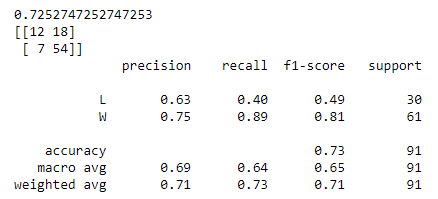 0.7252747252747253
[[12 18]
[ 7 54]]
precision recall f1-score support
L 0.63 0.40 0.49 30
W 0.75 0.89 0.81 61
accuracy 0.73 91
macro avg 0.69 0.64 0.65 91
weighted avg 0.71 0.73 0.71 91